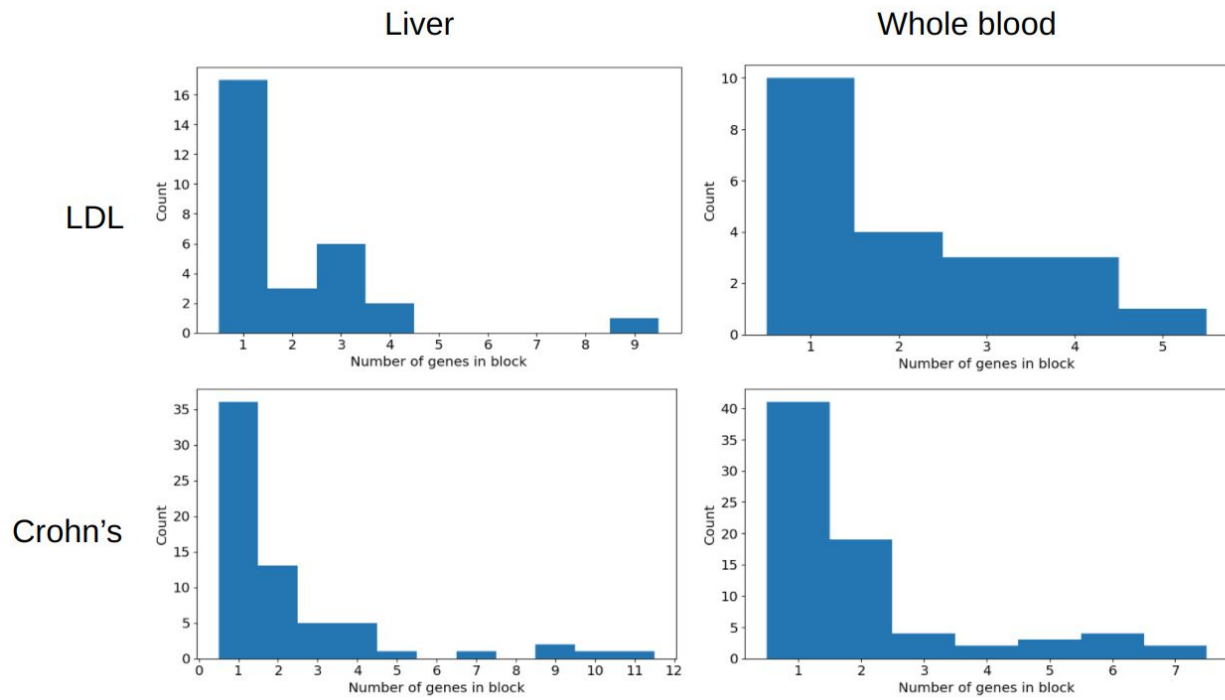 Liver
Whole blood
LDL
Crohn's
16
14
12
10
8
6
4
2
0
Count
1 2 3 4 5 6 7 8 9
Number of genes in block
10
8
6
4
2
0
Count
1 2 3 4 5
Number of genes in block
35
30
25
20
15
10
5
0
Count
0 1 2 3 4 5 6 7 8 9 10 11 12
Number of genes in block
40
35
30
25
20
15
10
5
0
Count
1 2 3 4 5 6 7
Number of genes in block